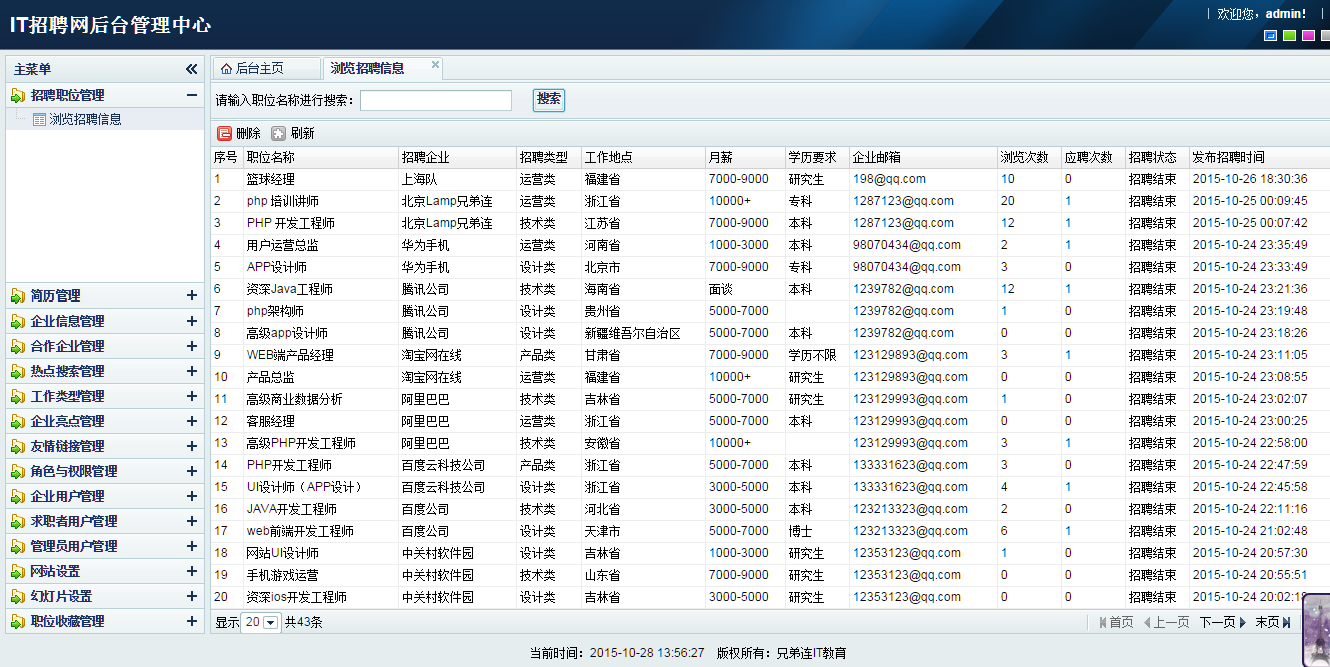 IT招聘网后台管理中心
| 欢迎您，admin! |
主菜单
招聘职位管理
浏览招聘信息
简历管理
企业信息管理
合作企业管理
热点搜索管理
工作类型管理
企业亮点管理
友情链接管理
角色与权限管理
企业用户管理
求职者用户管理
管理员用户管理
网站设置
幻灯片设置
职位收藏管理
后台主页 浏览招聘信息
请输入职位名称进行搜索： 搜索
删除 刷新
序号 职位名称 招聘企业 招聘类型 工作地点 月薪 学历要求 企业邮箱 浏览次数 应聘次数 招聘状态 发布招聘时间
1 篮球经理 上海队 运营类 福建省 7000-9000 研究生 198@qq.com 10 0 招聘结束 2015-10-26 18:30:36
2 php 培训讲师 北京Lamp兄弟连 运营类 浙江省 10000+ 专科 1287123@qq.com 20 1 招聘结束 2015-10-25 00:09:45
3 PHP 开发工程师 北京Lamp兄弟连 技术类 江苏省 7000-9000 本科 1287123@qq.com 12 1 招聘结束 2015-10-25 00:07:42
4 用户运营总监 华为手机 运营类 河南省 1000-3000 本科 98070434@qq.com 2 1 招聘结束 2015-10-24 23:35:49
5 APP设计师 华为手机 设计类 北京市 7000-9000 专科 98070434@qq.com 3 0 招聘结束 2015-10-24 23:33:49
6 资深Java工程师 腾讯公司 技术类 海南省 面谈 本科 1239782@qq.com 12 1 招聘结束 2015-10-24 23:21:36
7 php架构师 腾讯公司 设计类 贵州省 5000-7000 1239782@qq.com 1 0 招聘结束 2015-10-24 23:19:48
8 高级app设计师 腾讯公司 设计类 新疆维吾尔自治区 5000-7000 本科 1239782@qq.com 0 0 招聘结束 2015-10-24 23:18:26
9 WEB端产品经理 淘宝网在线 产品类 甘肃省 7000-9000 学历不限 123129893@qq.com 3 1 招聘结束 2015-10-24 23:11:05
10 产品总监 淘宝网在线 运营类 福建省 10000+ 研究生 123129893@qq.com 0 0 招聘结束 2015-10-24 23:08:55
11 高级商业数据分析 阿里巴巴 技术类 吉林省 5000-7000 研究生 123129993@qq.com 1 0 招聘结束 2015-10-24 23:02:07
12 客服经理 阿里巴巴 运营类 浙江省 5000-7000 本科 123129993@qq.com 0 0 招聘结束 2015-10-24 23:00:25
13 高级PHP开发工程师 阿里巴巴 技术类 安徽省 10000+ 123129993@qq.com 3 1 招聘结束 2015-10-24 22:58:00
14 PHP开发工程师 百度云科技公司 产品类 浙江省 5000-7000 本科 133331623@qq.com 3 0 招聘结束 2015-10-24 22:47:59
15 UI设计师（APP设计） 百度云科技公司 设计类 浙江省 3000-5000 本科 133331623@qq.com 4 1 招聘结束 2015-10-24 22:45:58
16 JAVA开发工程师 百度公司 技术类 河北省 3000-5000 本科 123213323@qq.com 2 0 招聘结束 2015-10-24 22:11:16
17 web前端开发工程师 百度公司 设计类 天津市 5000-7000 博士 123213323@qq.com 6 1 招聘结束 2015-10-24 21:02:48
18 网站UI设计师 中关村软件园 设计类 吉林省 1000-3000 研究生 12353123@qq.com 1 0 招聘结束 2015-10-24 20:57:30
19 手机游戏运营 中关村软件园 技术类 山东省 7000-9000 研究生 12353123@qq.com 0 0 招聘结束 2015-10-24 20:55:51
20 资深ios开发工程师 中关村软件园 设计类 吉林省 3000-5000 研究生 12353123@qq.com 0 0 招聘结束 2015-10-24 20:02:18
显示 20 共43条 首页 上一页 下一页 末页
当前时间：2015-10-28 13:56:27 版权所有：兄弟连IT教育